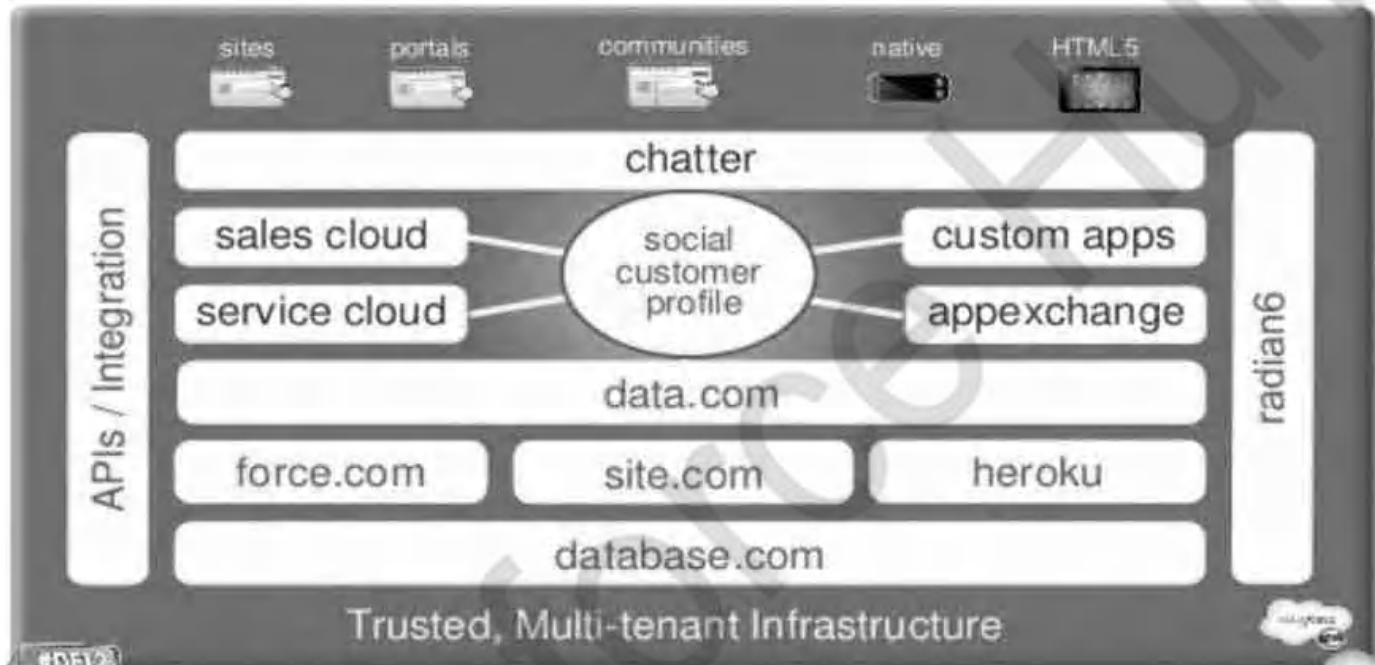 sites portals communities native HTML5
chatter
APIs / Integration
sales cloud
service cloud
social
customer
profile
custom apps
appexchange
radian6
data.com
force.com site.com heroku
database.com
Trusted, Multi-tenant Infrastructure
#DF12